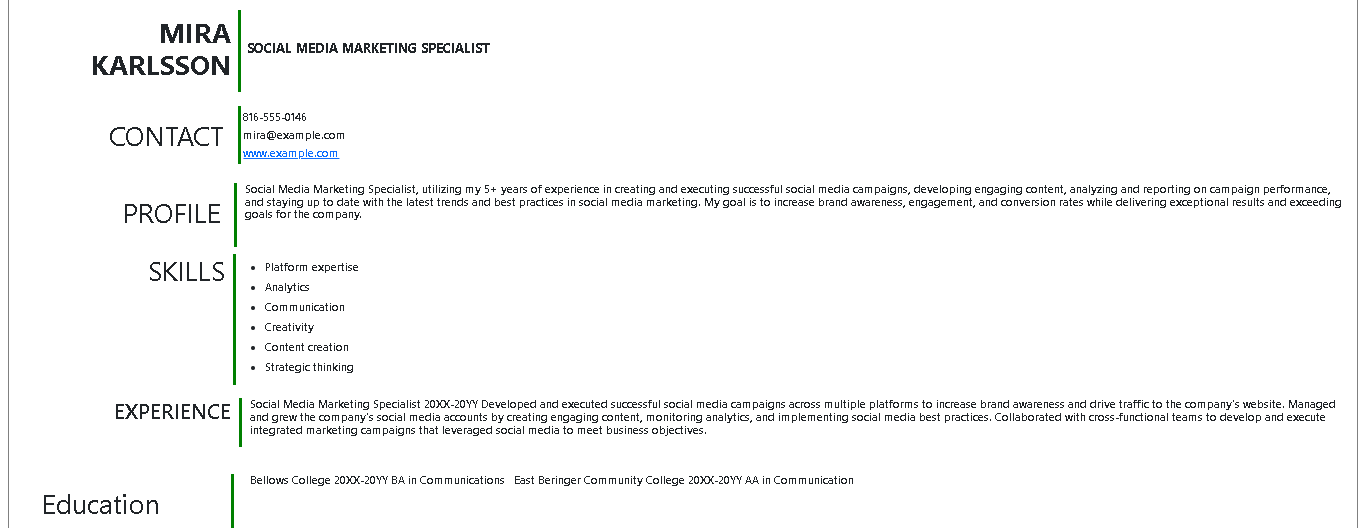 MIRA
KARLSSON
SOCIAL MEDIA MARKETING SPECIALIST
CONTACT
816-555-0146
mira@example.com
www.example.com
PROFILE
Social Media Marketing Specialist, utilizing my 5+ years of experience in creating and executing successful social media campaigns, developing engaging content, analyzing and reporting on campaign performance,
and staying up to date with the latest trends and best practices in social media marketing. My goal is to increase brand awareness, engagement, and conversion rates while delivering exceptional results and exceeding
goals for the company.
SKILLS
• Platform expertise
• Analytics
• Communication
• Creativity
• Content creation
• Strategic thinking
EXPERIENCE
Social Media Marketing Specialist 20XX-20YY Developed and executed successful social media campaigns across multiple platforms to increase brand awareness and drive traffic to the company's website. Managed
and grew the company's social media accounts by creating engaging content, monitoring analytics, and implementing social media best practices. Collaborated with cross-functional teams to develop and execute
integrated marketing campaigns that leveraged social media to meet business objectives.
Education
Bellows College 20XX-20YY BA in Communications East Beringer Community College 20XX-20YY AA in Communication